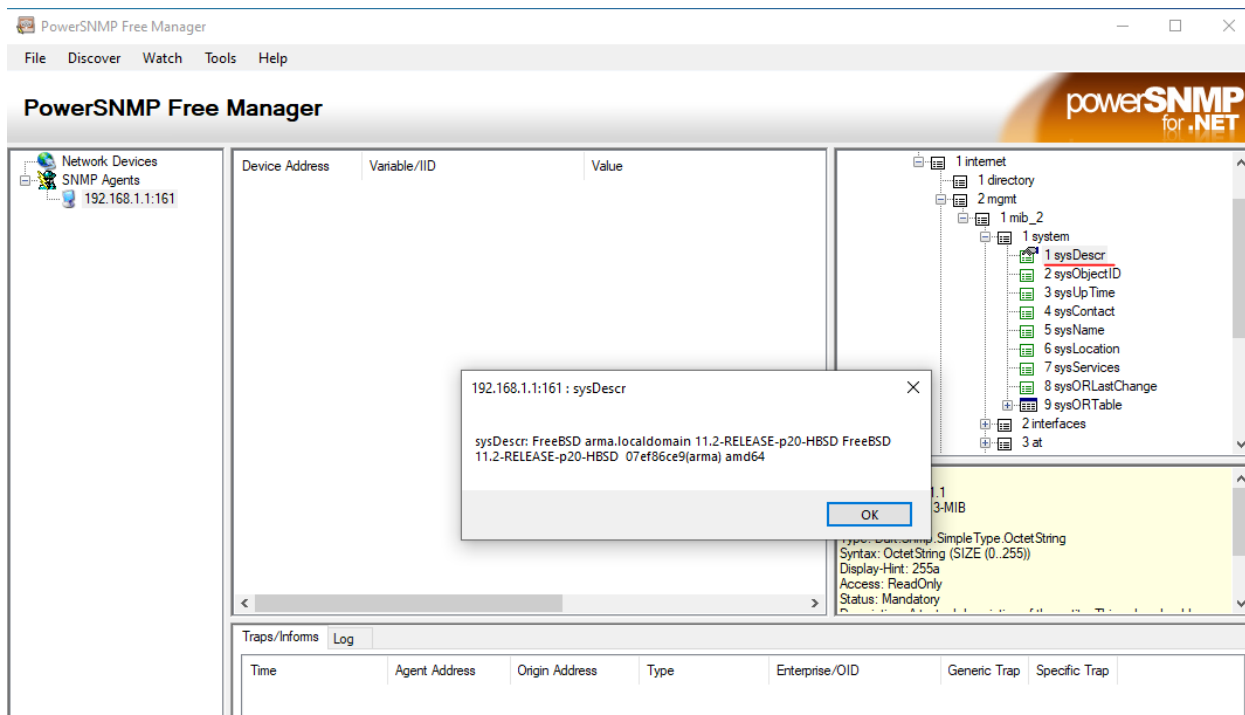 PowerSNMP Free Manager
File Discover Watch Tools Help
PowerSNMP Free Manager
powerSNMP
for .NET
Network Devices
SNMP Agents
192.168.1.1:161
Device Address Variable/IID Value
1 internet
1 directory
2 mgmt
1 mib_2
1 system
1 sysDescr
2 sysObjectID
3 sysUpTime
4 sysContact
5 sysName
6 sysLocation
7 sysServices
8 sysORLastChange
9 sysORTable
2 interfaces
3 at
192.168.1.1:161 : sysDescr
sysDescr: FreeBSD arma.localdomain 11.2-RELEASE-p20-HBSD FreeBSD
11.2-RELEASE-p20-HBSD 07ef86ce9(arma) amd64
OK
1.1
3-MIB
SimpleType.OctetString
Syntax: OctetString (SIZE (0..255))
Display-Hint: 255a
Access: ReadOnly
Status: Mandatory
Traps/Informs Log
Time Agent Address Origin Address Type Enterprise/OID Generic Trap Specific Trap